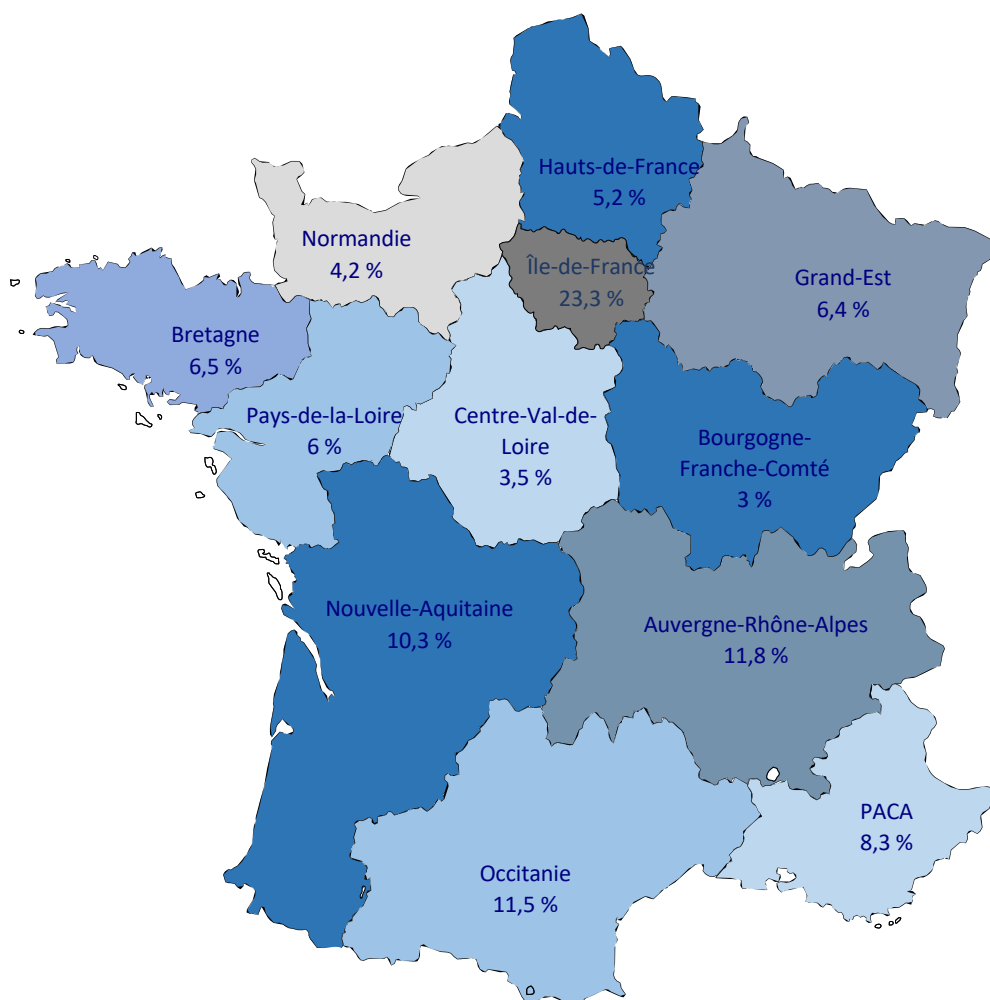 Hauts-de-France
5,2 %
Normandie
4,2 %
Île-de-France
23,3 %
Grand-Est
6,4 %
Bretagne
6,5 %
Pays-de-la-Loire
6 %
Centre-Val-de-
Loire
3,5 %
Bourgogne-
Franche-Comté
3 %
Nouvelle-Aquitaine
10,3 %
Auvergne-Rhône-Alpes
11,8 %
PACA
8,3 %
Occitanie
11,5 %